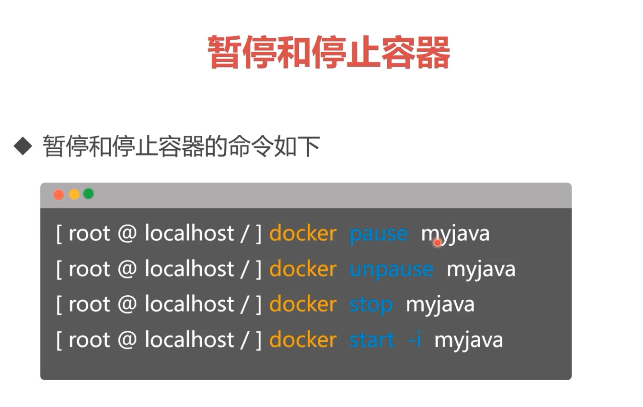 暂停和停止容器
◆ 暂停和停止容器的命令如下
[ root @ localhost / ] docker pause myjava
[ root @ localhost / ] docker unpause myjava
[ root @ localhost / ] docker stop myjava
[ root @ localhost / ] docker start -i myjava